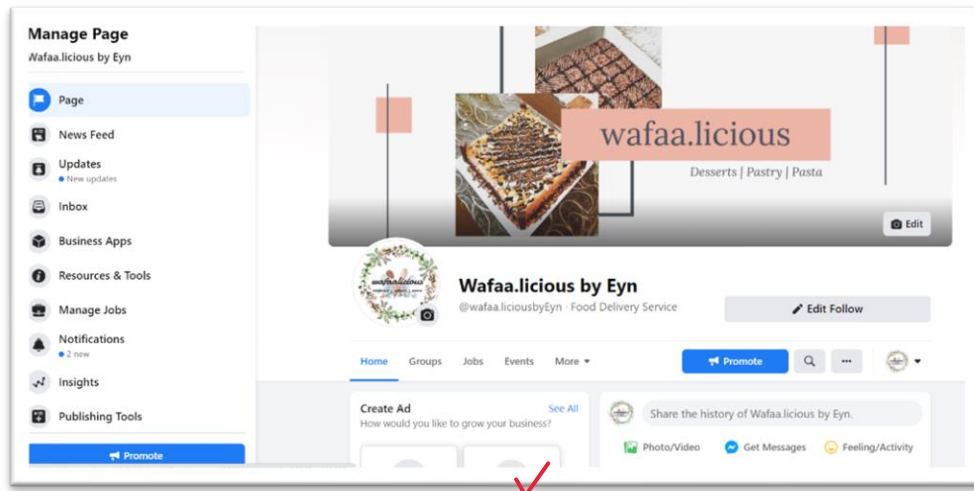 Manage Page
Wafaa.licious by Eyn
Page
News Feed
Updates
New updates
Inbox
Business Apps
Resources & Tools
Manage Jobs
Notifications
2 new
Insights
Publishing Tools
Promote
wafaa.licious
Desserts | Pastry | Pasta
Edit
wafaalicious
Wafaa.licious by Eyn
@wafaa.liciousbyEyn · Food Delivery Service
Edit Follow
Home Groups Jobs Events More
Promote
Create Ad See All
How would you like to grow your business?
Share the history of Wafaa.licious by Eyn.
Photo/Video Get Messages Feeling/Activity